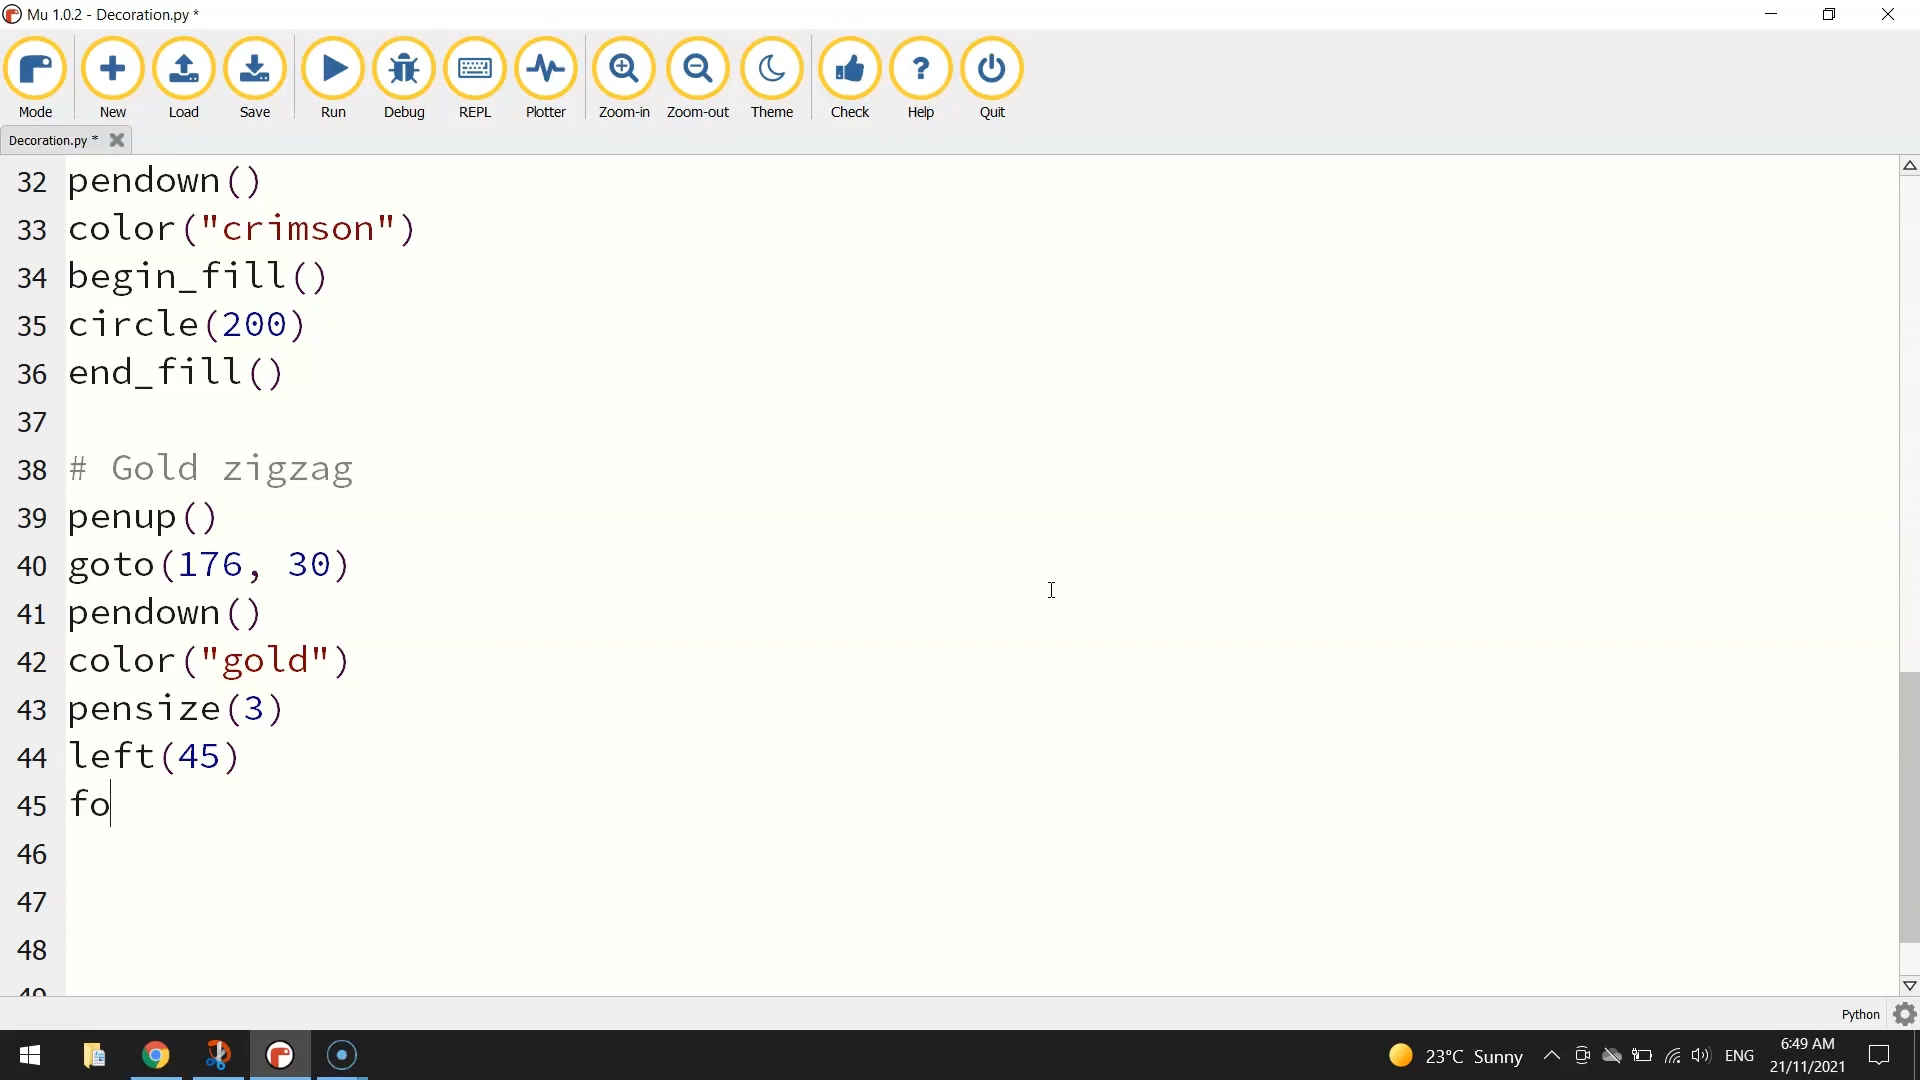 Mu 1.0.2 - Decoration.py *
Mode New Load Save Run Debug REPL Plotter Zoom-in Zoom-out Theme Check Help Quit
Decoration.py *
32 pendown()
33 color("crimson")
34 begin_fill()
35 circle(200)
36 end_fill()
37
38 # Gold zigzag
39 penup()
40 goto(176, 30)
41 pendown()
42 color("gold")
43 pensize(3)
44 left(45)
45 fo
46
47
48
49
Python
23°C Sunny ENG 6:49 AM
21/11/2021